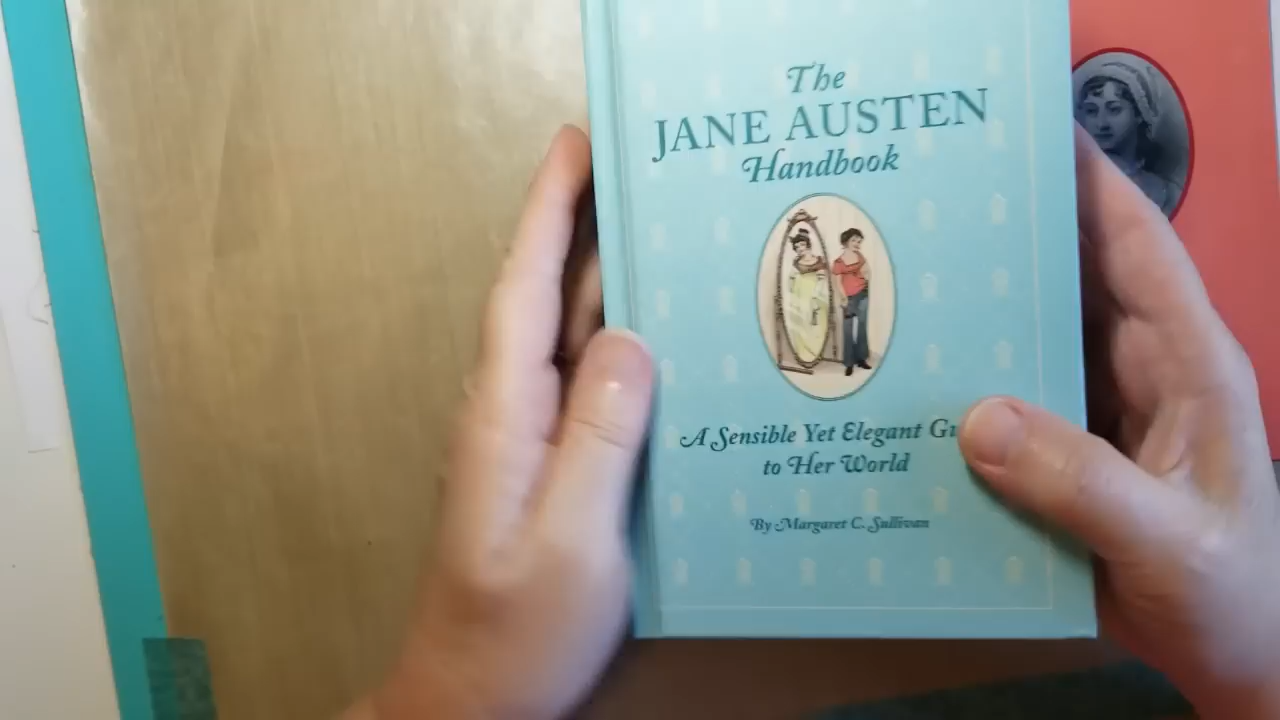 The
JANE AUSTEN
Handbook
A Sensible Yet Elegant
to Her World
By Margaret C. Sullivan